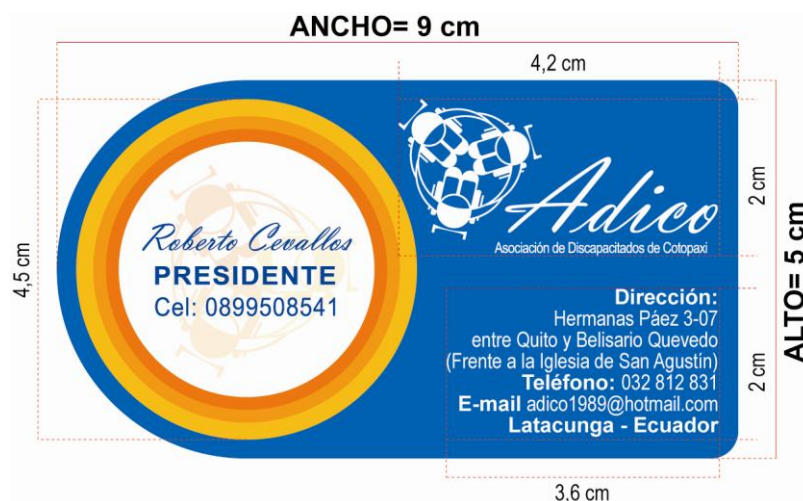 ANCHO= 9 cm
4,2 cm
Adico
Asociación de Discapacitados de Cotopaxi
2 cm
ALTO= 5 cm
4,5 cm
Roberto Cevallos
PRESIDENTE
Cel: 0899508541
Dirección:
Hermanas Páez 3-07
entre Quito y Belisario Quevedo
(Frente a la Iglesia de San Agustín)
Teléfono: 032 812 831
E-mail adico1989@hotmail.com
Latacunga - Ecuador
2 cm
3.6 cm